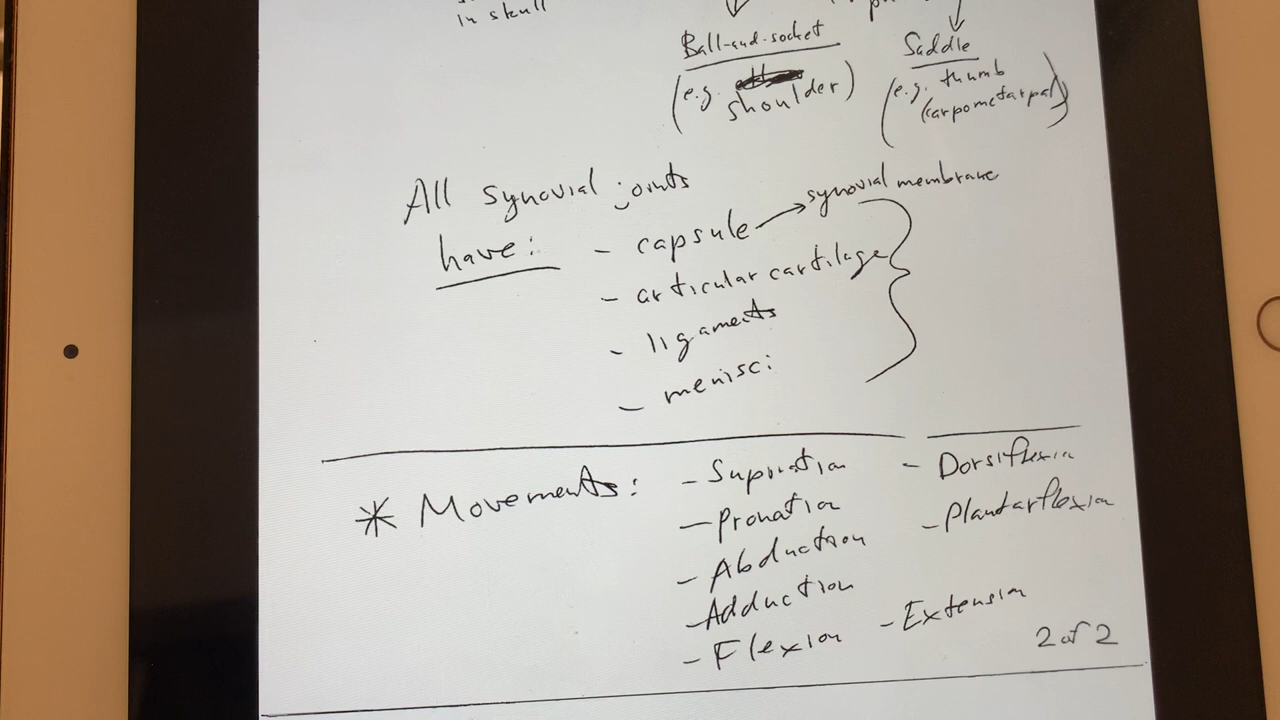 in skull
Ball-and-socket
(e.g. shoulder)
Saddle
(e.g. thumb
(carpometarpal)
All synovial joints
have:
- capsule → synovial membrane
- articular cartilage
- ligaments
- menisci
* Movements:
- Supination
- Pronation
- Abduction
- Adduction
- Flexion
- Dorsiflexion
- Plantarflexion
- Extension
2 of 2